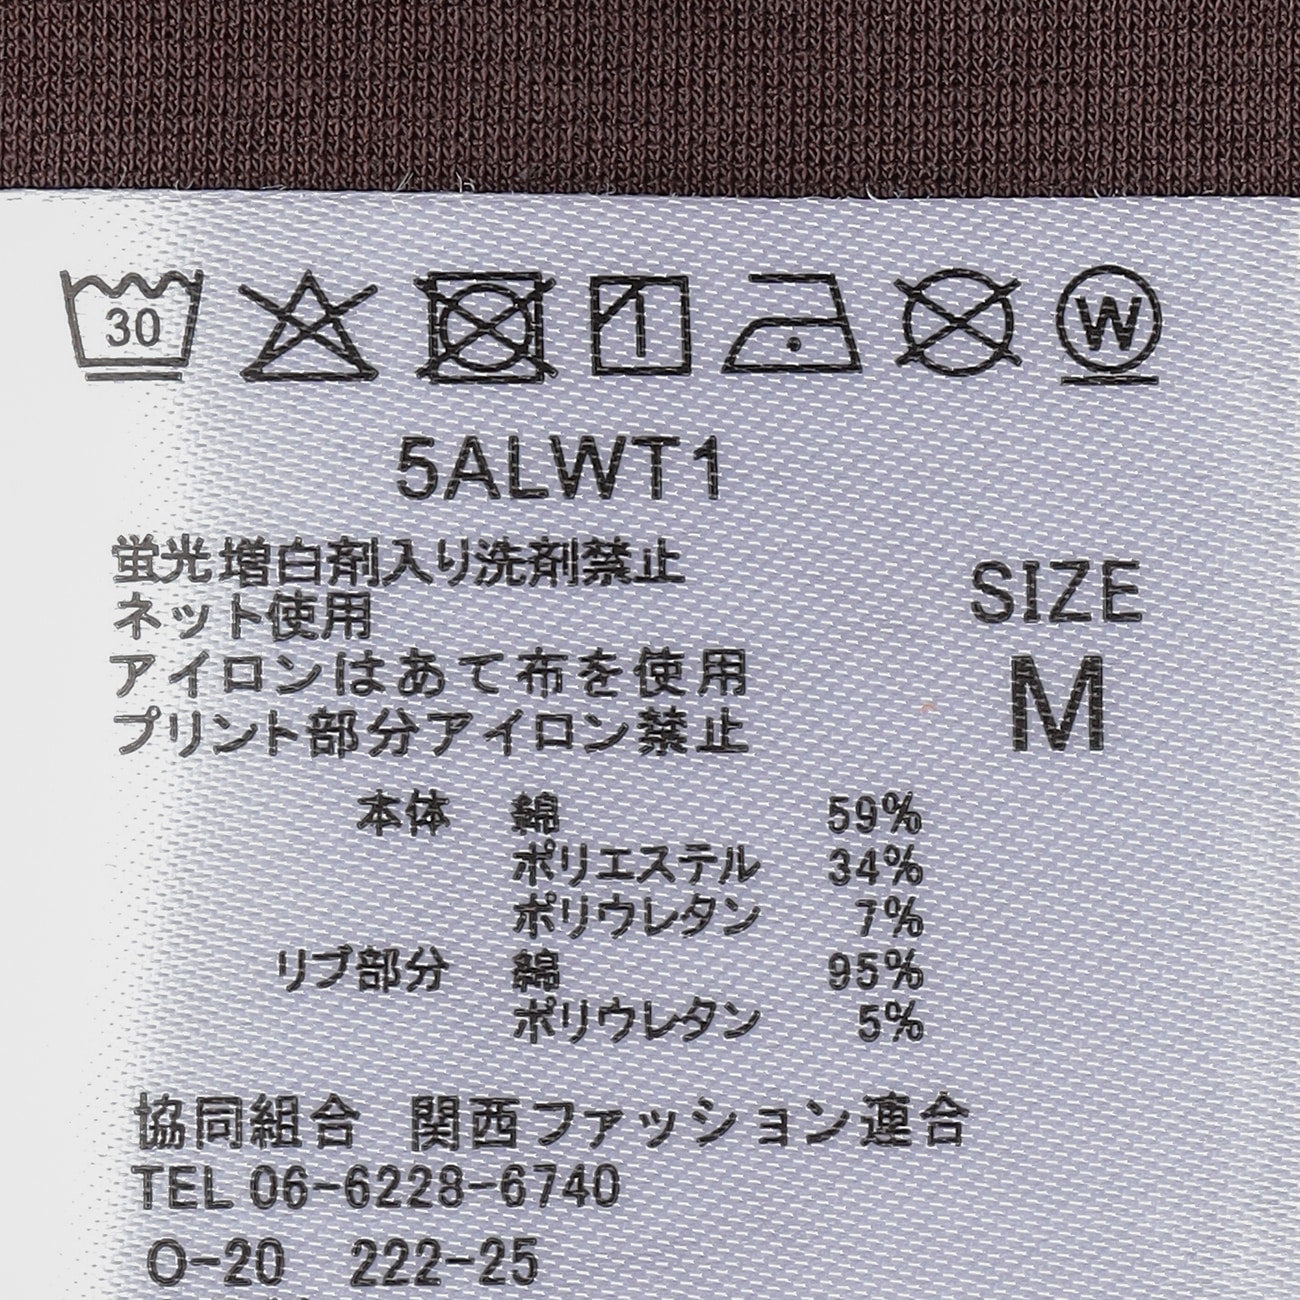 30 W
5ALWT1
蛍光増白剤入り洗剤禁止
ネット使用
アイロンはあて布を使用
プリント部分アイロン禁止
SIZE
M
本体 綿 59%
ポリエステル 34%
ポリウレタン 7%
リブ部分 綿 95%
ポリウレタン 5%
協同組合 関西ファッション連合
TEL 06-6228-6740
O-20 222-25